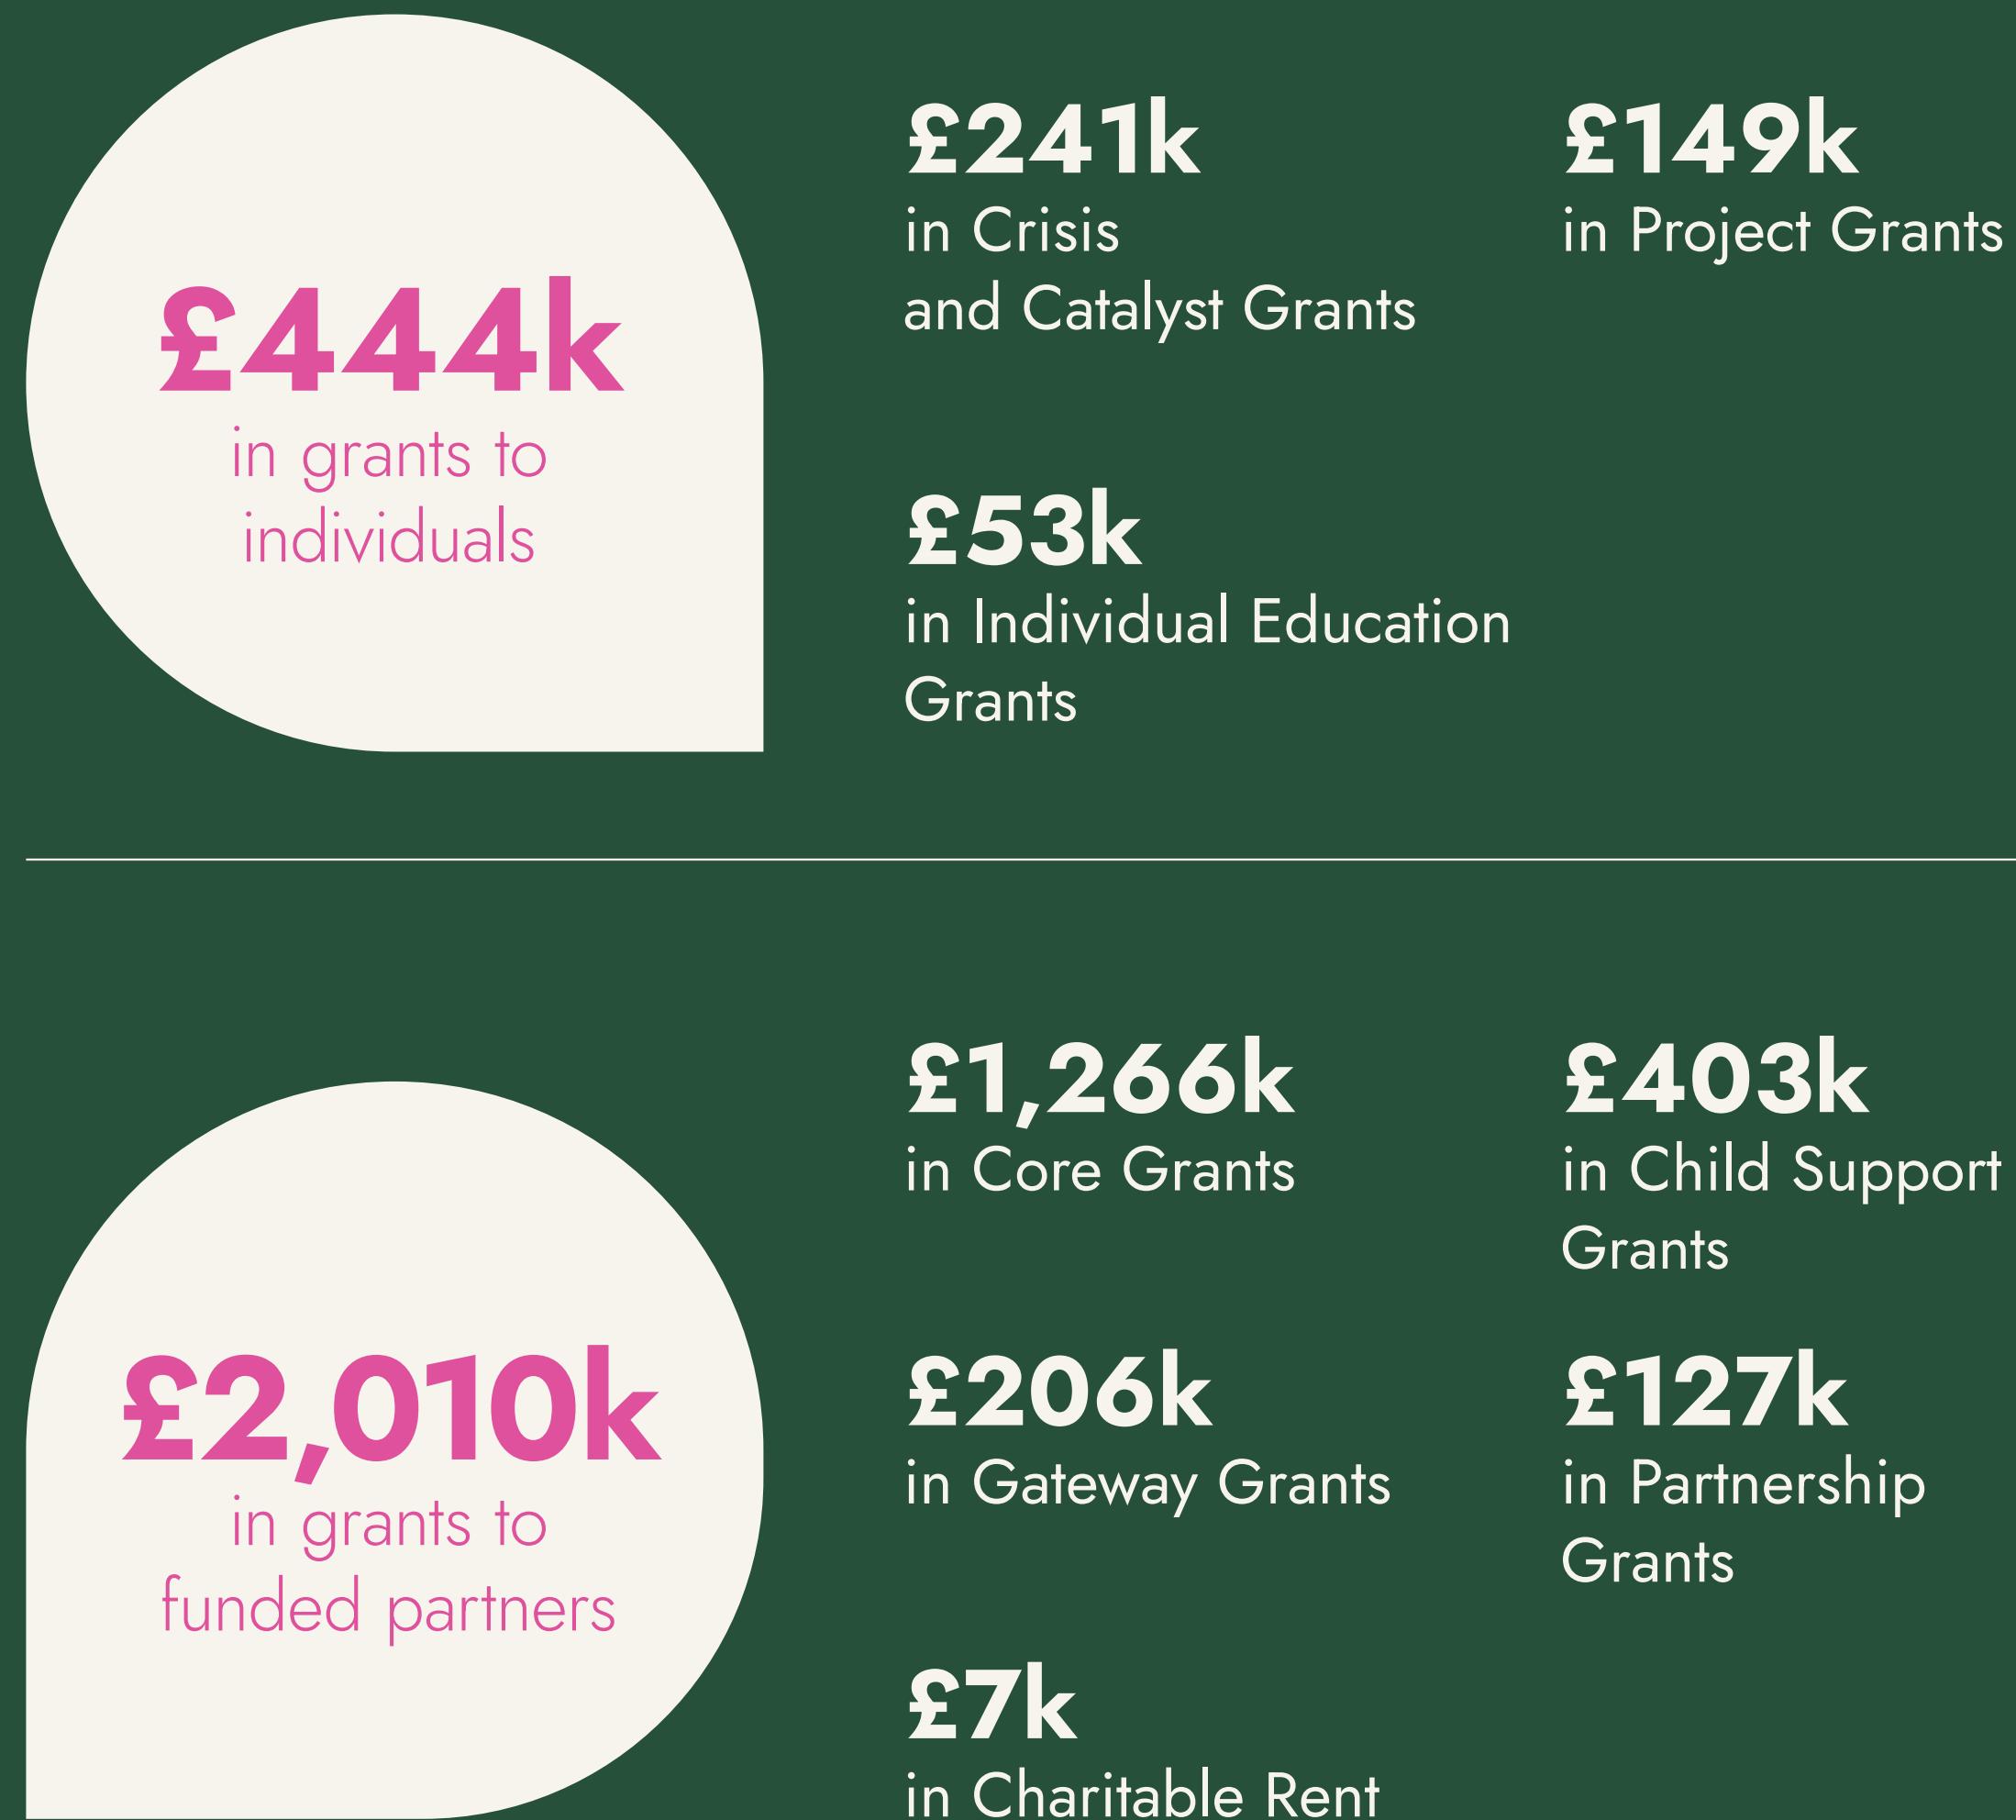 £444k
in grants to
individuals
£241k
in Crisis
and Catalyst Grants
£149k
in Project Grants
£53k
in Individual Education
Grants
£2,010k
in grants to
funded partners
£1,266k
in Core Grants
£403k
in Child Support
Grants
£206k
in Gateway Grants
£127k
in Partnership
Grants
£7k
in Charitable Rent